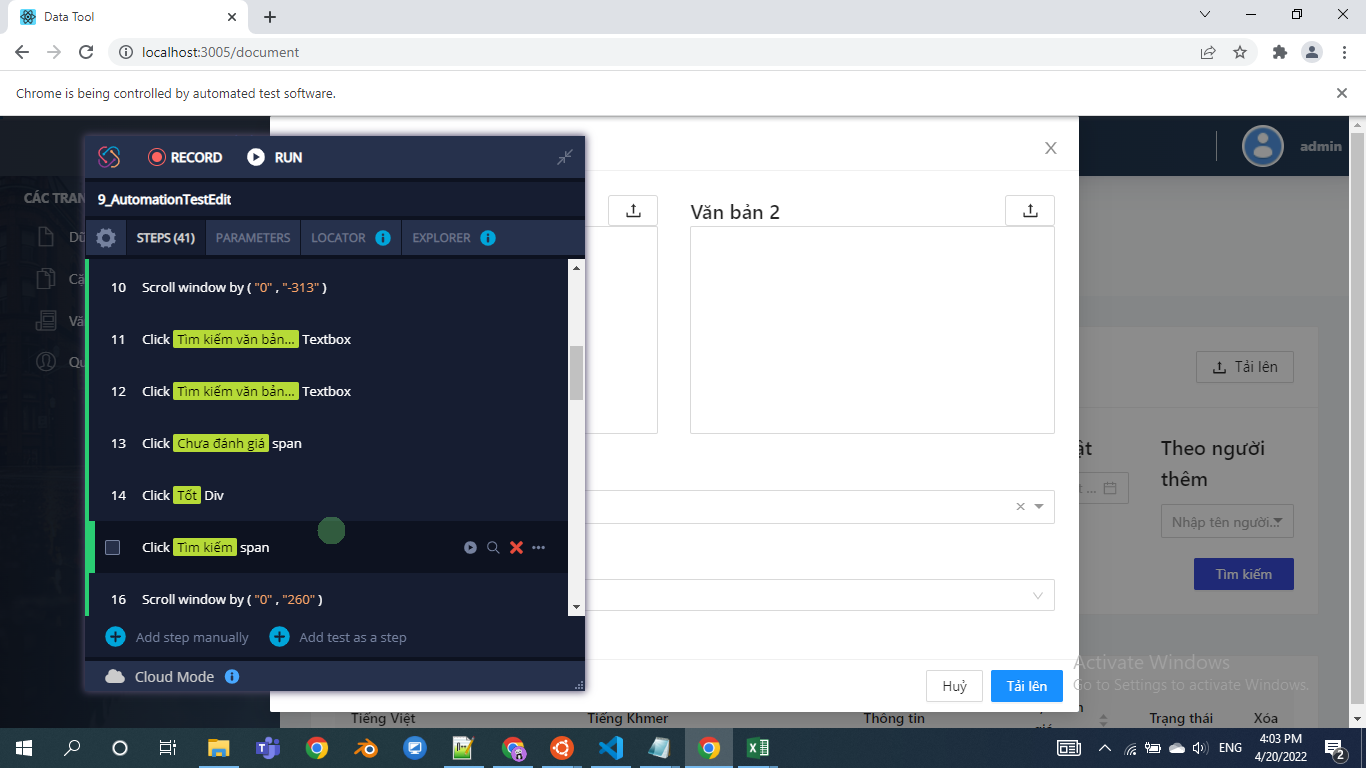 Data Tool
localhost:3005/document
Chrome is being controlled by automated test software.
RECORD RUN
admin
9_AutomationTestEdit
CÁC TRAN
Văn bản 2
STEPS (41) PARAMETERS LOCATOR EXPLORER
10 Scroll window by ( "0" , "-313" )
11 Click Tìm kiếm văn bản... Textbox
Tải lên
12 Click Tìm kiếm văn bản... Textbox
13 Click Chưa đánh giá span
Theo người
thêm
14 Click Tốt Div
Nhập tên người...
Click Tìm kiếm span
Tìm kiếm
16 Scroll window by ( "0" , "260" )
Add step manually Add test as a step
Cloud Mode
Huỷ Tải lên
Activate Windows
Go to Settings to activate Windows.
Tiếng Việt Tiếng Khmer Thông tin Trạng thái Xóa
ENG
4:03 PM
4/20/2022
2